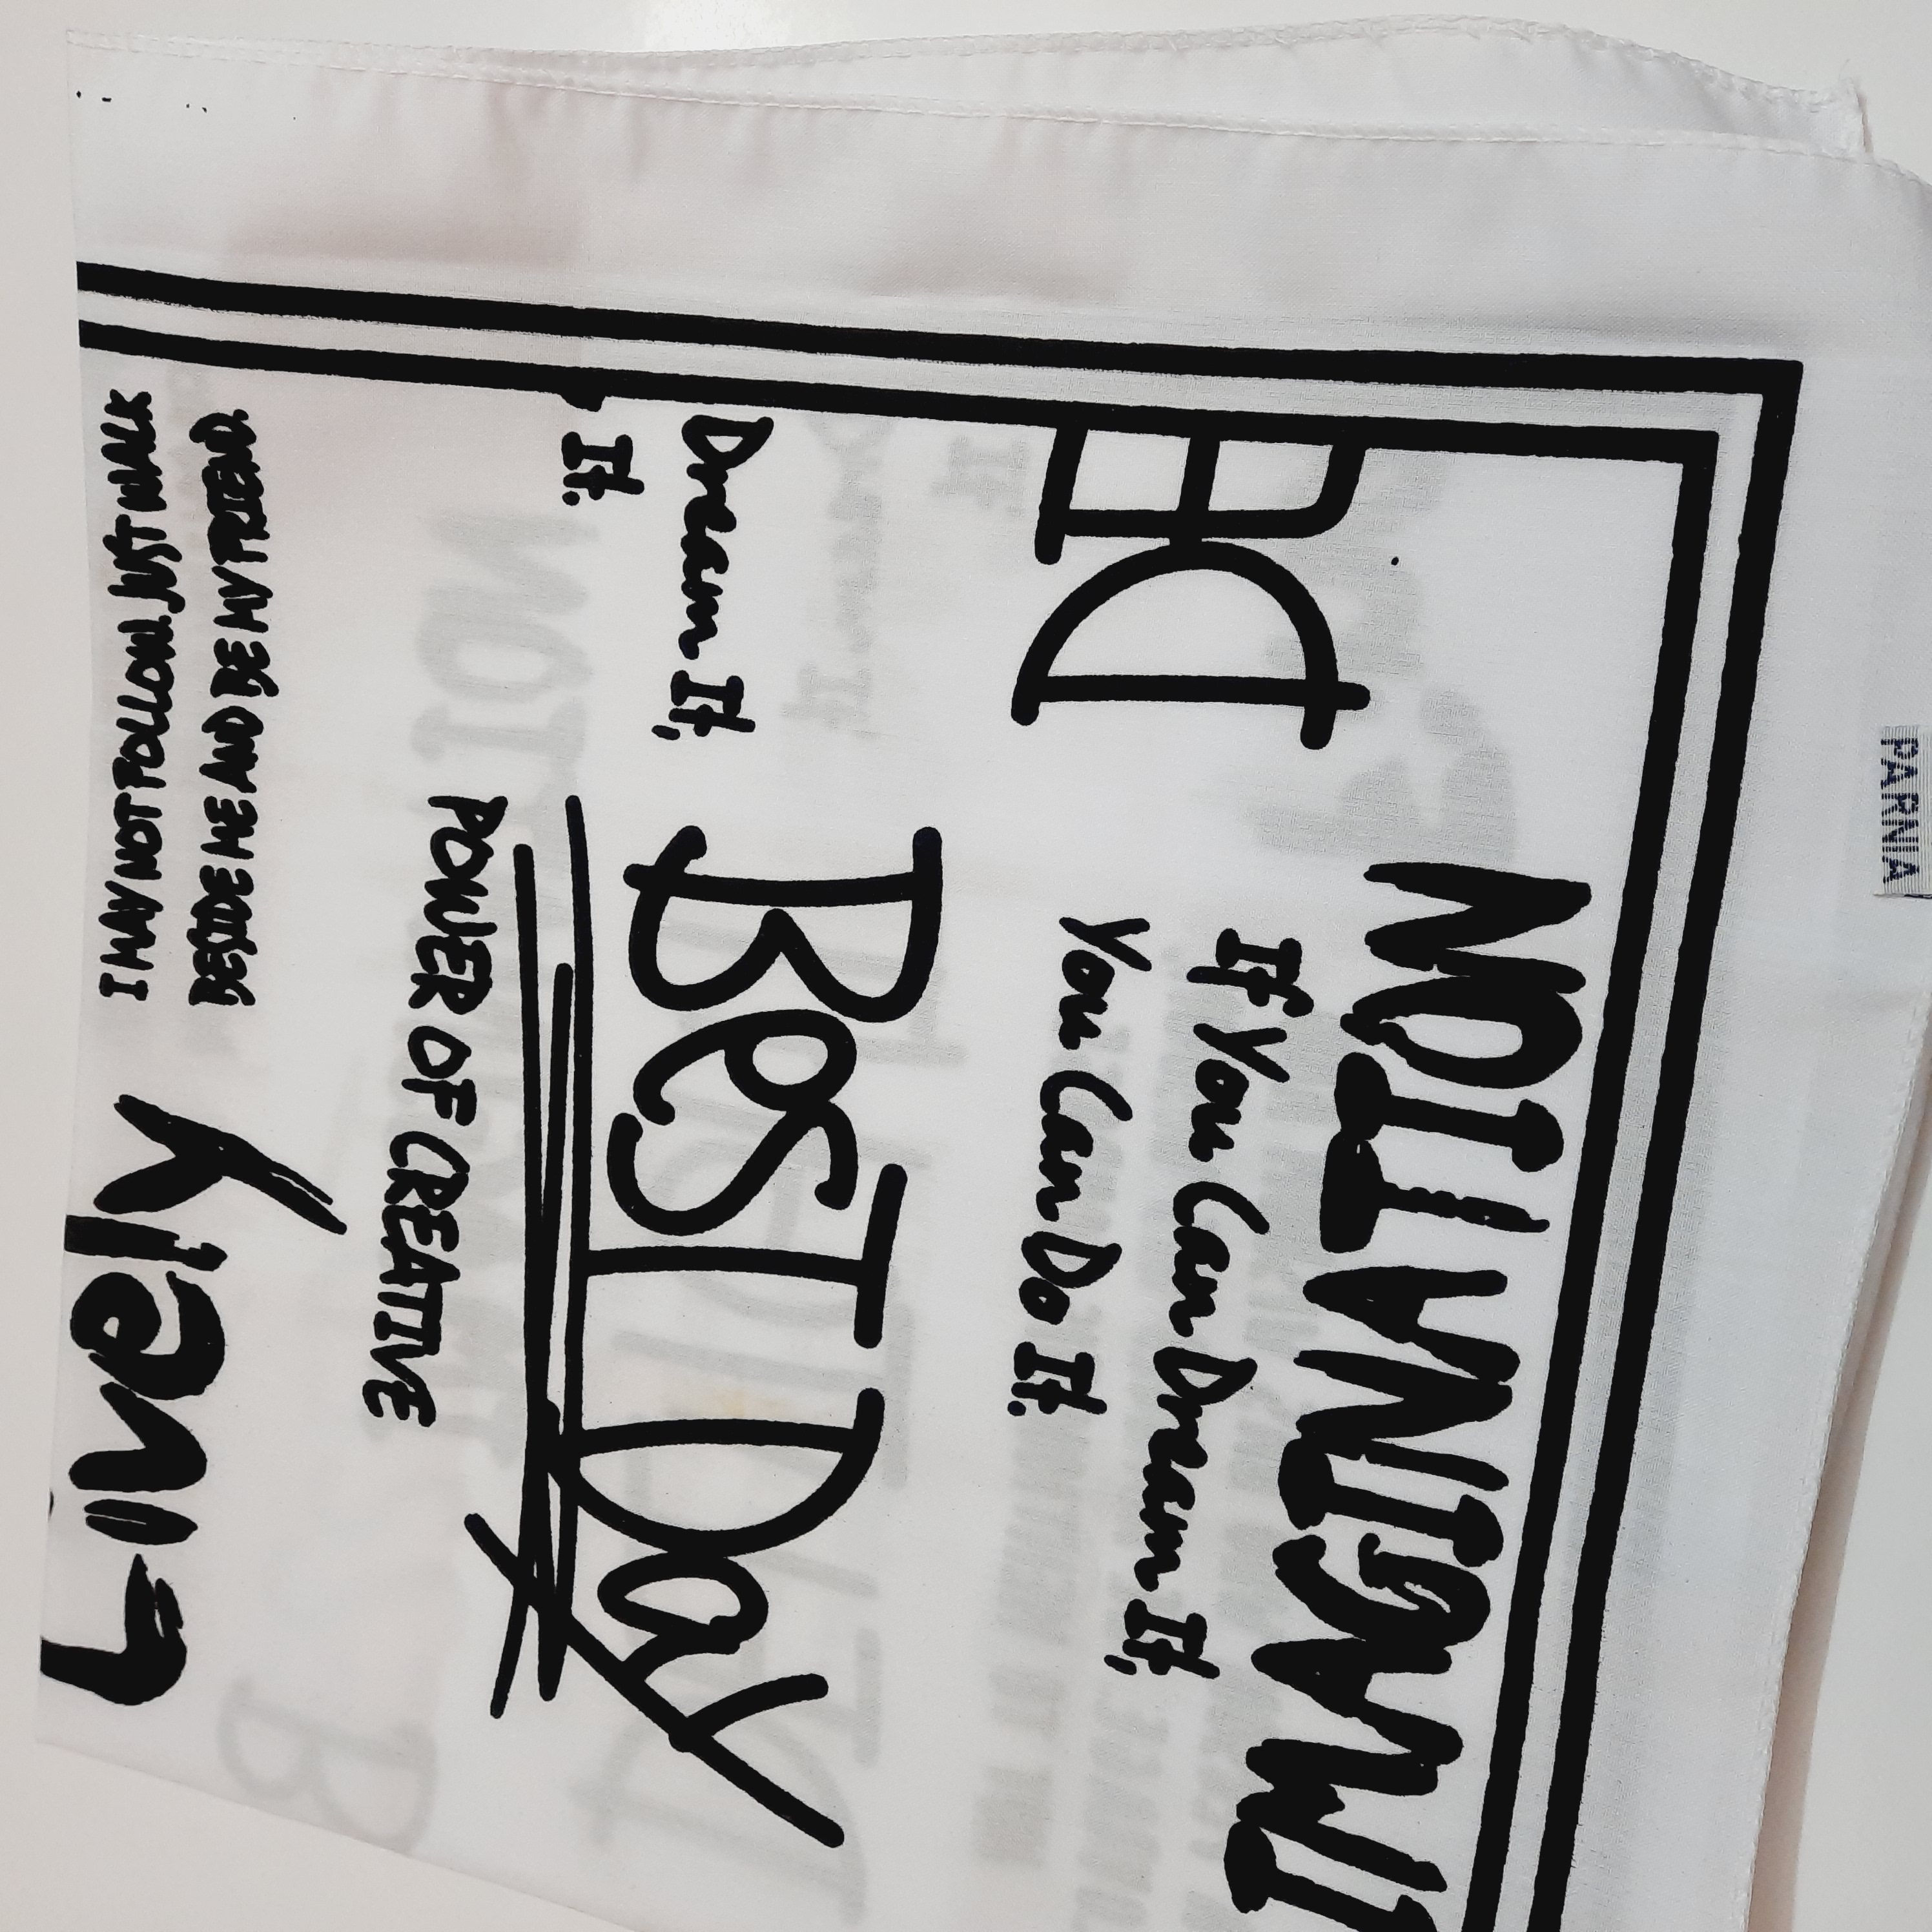 PARNIA
IMAGINATION
If You Can Dream It,
You Can Do It.
BeST Day
Dream It,
It.
POWER OF CREATIVE
I MAY NOT FOLLOW. JUST WALK
BESIDE ME AND BE MY FRIEND.
Lively